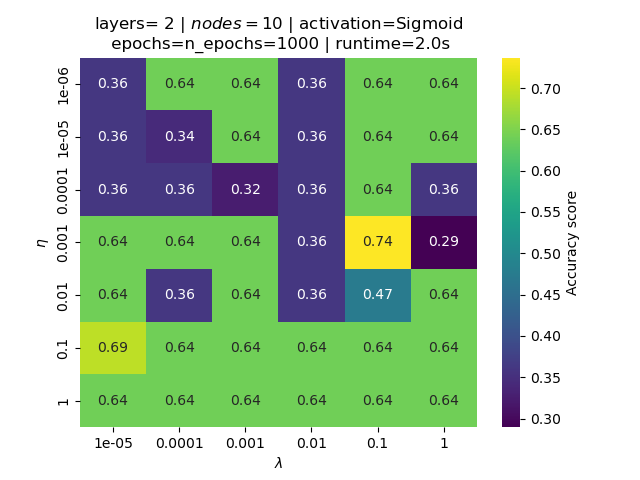 layers= 2 | nodes = 10 | activation=Sigmoid
epochs=n_epochs=1000 | runtime=2.0s
1e-06 0.36 0.64 0.64 0.36 0.64 0.64
1e-05 0.36 0.34 0.64 0.36 0.64 0.64
0.0001 0.36 0.36 0.32 0.36 0.64 0.36
0.001 0.64 0.64 0.64 0.36 0.74 0.29
0.01 0.64 0.36 0.64 0.36 0.47 0.64
0.1 0.69 0.64 0.64 0.64 0.64 0.64
1 0.64 0.64 0.64 0.64 0.64 0.64
η
1e-05 0.0001 0.001 0.01 0.1 1
λ
0.70
0.65
0.60
0.55
0.50
0.45
0.40
0.35
0.30
Accuracy score